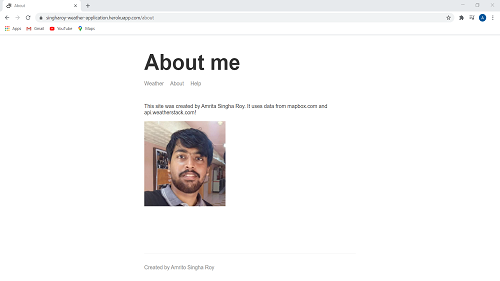 About
singharoy-weather-application.herokuapp.com/about
Apps Gmail YouTube Maps
About me
Weather About Help
This site was created by Amrita Singha Roy. It uses data from mapbox.com and
api.weatherstack.com!
Created by Amrito Singha Roy